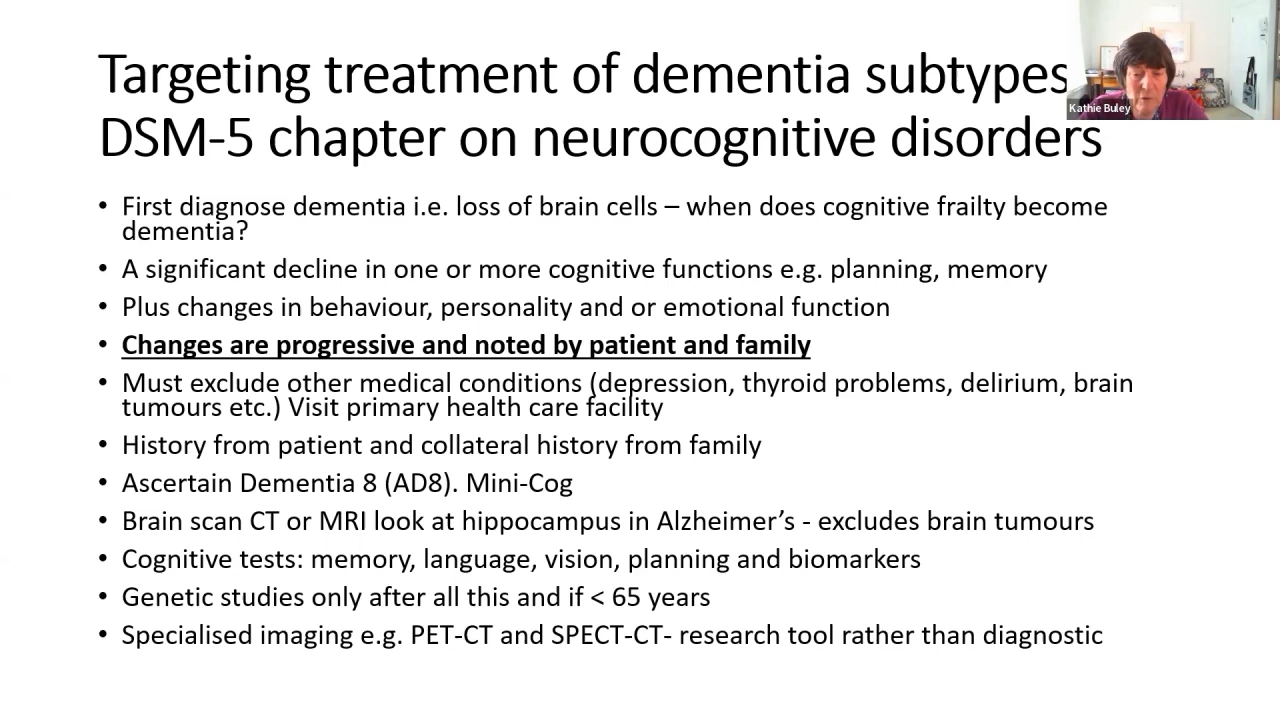 Targeting treatment of dementia subtypes
Kathie Buley
DSM-5 chapter on neurocognitive disorders
• First diagnose dementia i.e. loss of brain cells – when does cognitive frailty become
dementia?
• A significant decline in one or more cognitive functions e.g. planning, memory
• Plus changes in behaviour, personality and or emotional function
• Changes are progressive and noted by patient and family
• Must exclude other medical conditions (depression, thyroid problems, delirium, brain
tumours etc.) Visit primary health care facility
• History from patient and collateral history from family
• Ascertain Dementia 8 (AD8). Mini-Cog
• Brain scan CT or MRI look at hippocampus in Alzheimer’s - excludes brain tumours
• Cognitive tests: memory, language, vision, planning and biomarkers
• Genetic studies only after all this and if < 65 years
• Specialised imaging e.g. PET-CT and SPECT-CT- research tool rather than diagnostic